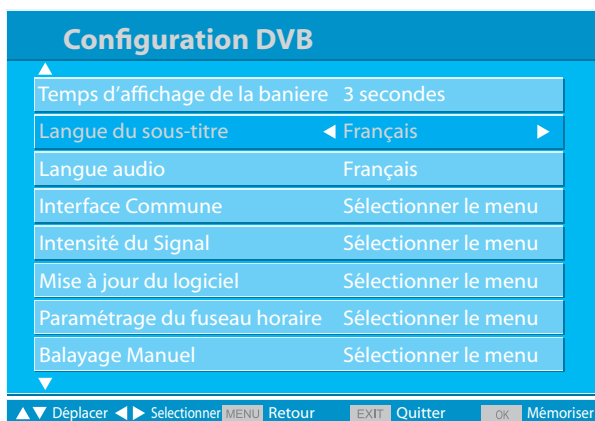 Configuration DVB
Temps d'affichage de la baniere 3 secondes
Langue du sous-titre Français
Langue audio Français
Interface Commune Sélectionner le menu
Intensité du Signal Sélectionner le menu
Mise à jour du logiciel Sélectionner le menu
Paramétrage du fuseau horaire Sélectionner le menu
Balayage Manuel Sélectionner le menu
Déplacer Selectionner MENU Retour EXIT Quitter OK Mémoriser